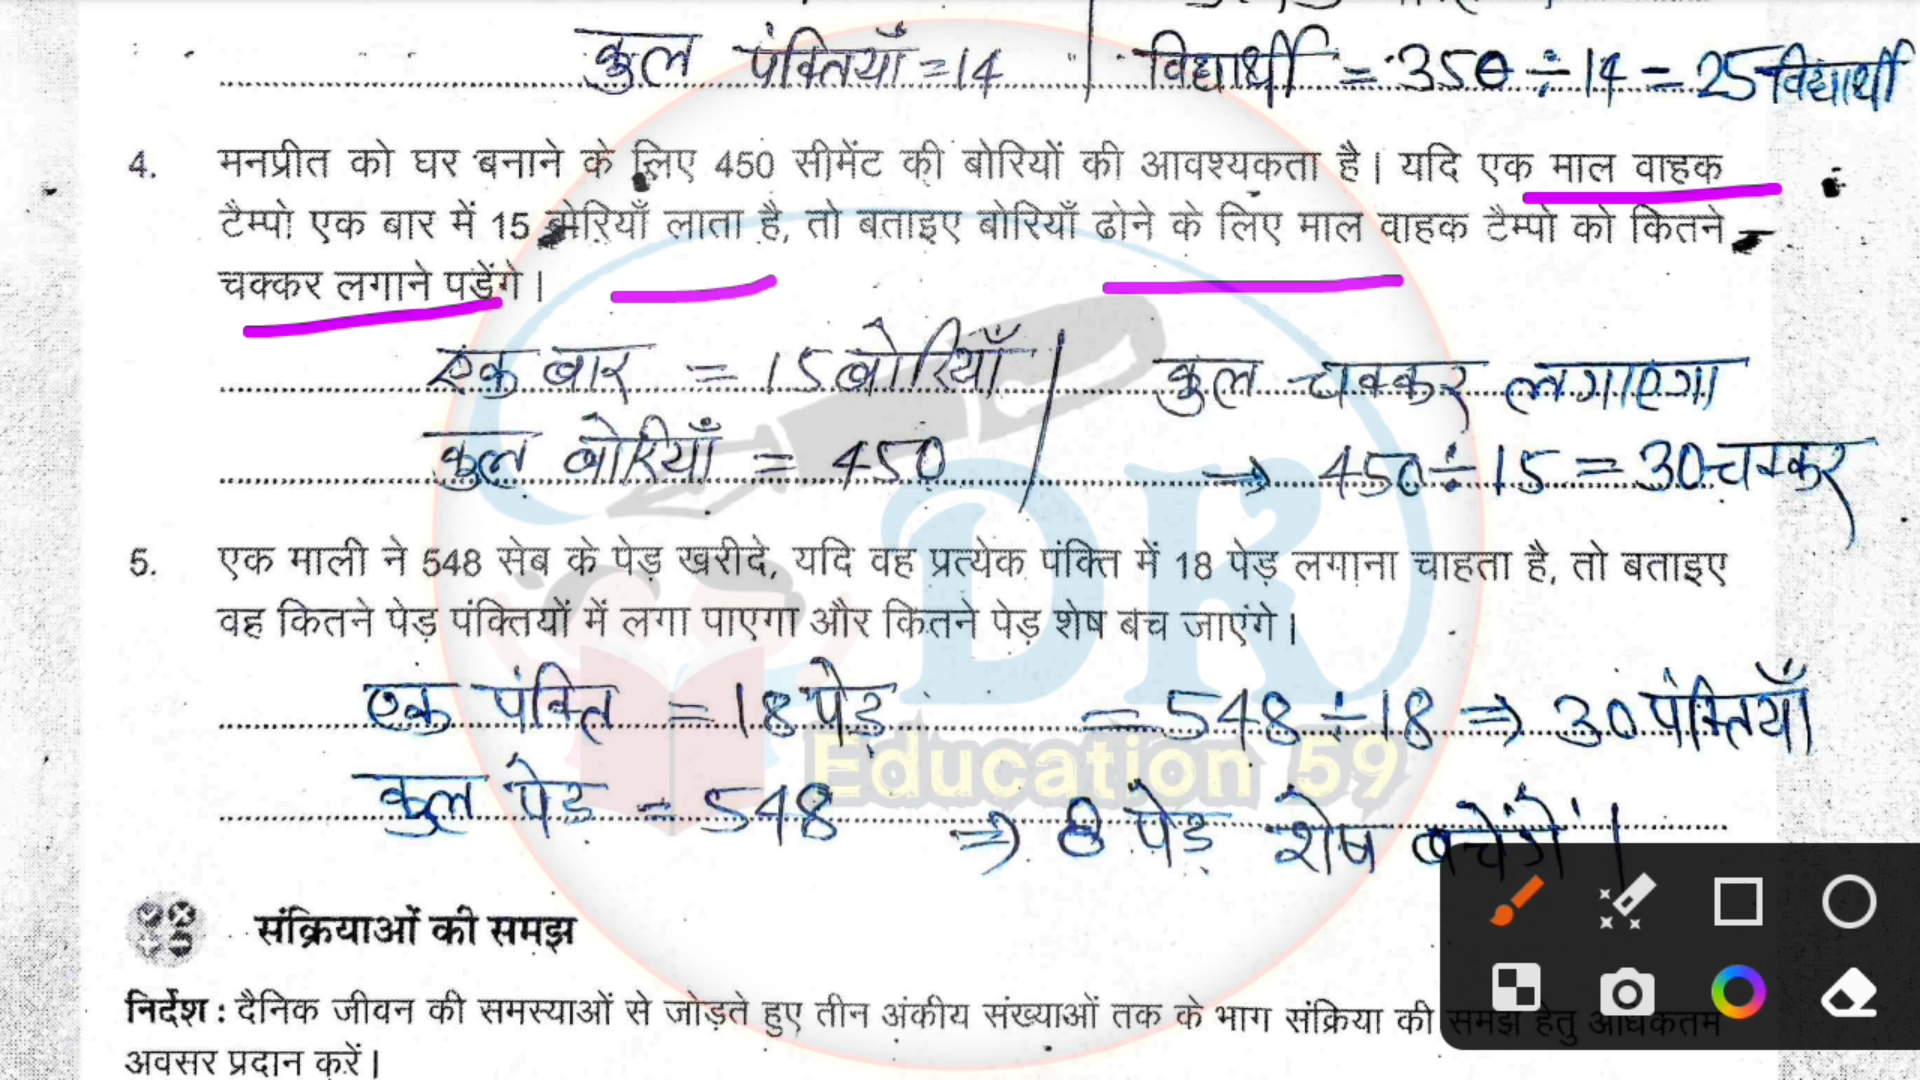 कुल पंक्तियाँ = 14 विद्यार्थी = 350 ÷ 14 = 25 विद्यार्थी
4. मनप्रीत को घर बनाने के लिए 450 सीमेंट की बोरियों की आवश्यकता है। यदि एक माल वाहक
टैम्पो एक बार में 15 बोरियाँ लाता है, तो बताइए बोरियाँ ढोने के लिए माल वाहक टैम्पो को कितने
चक्कर लगाने पड़ेंगे।
एक बार = 15 बोरियाँ कुल चक्कर लगाएगा
कुल बोरियाँ = 450 → 450 ÷ 15 = 30 चक्कर
5. एक माली ने 548 सेब के पेड़ खरीदे, यदि वह प्रत्येक पंक्ति में 18 पेड़ लगाना चाहता है, तो बताइए
वह कितने पेड़ पंक्तियों में लगा पाएगा और कितने पेड़ शेष बच जाएंगे।
एक पंक्ति = 18 पेड़ = 548 ÷ 18 ⇒ 30 पंक्तियाँ
कुल पेड़ = 548 ⇒ 8 पेड़ शेष बचेंगें।
DK
Education 59
संक्रियाओं की समझ
निर्देश : दैनिक जीवन की समस्याओं से जोड़ते हुए तीन अंकीय संख्याओं तक के भाग संक्रिया की समझ हेतु अधिकतम
अवसर प्रदान करें।